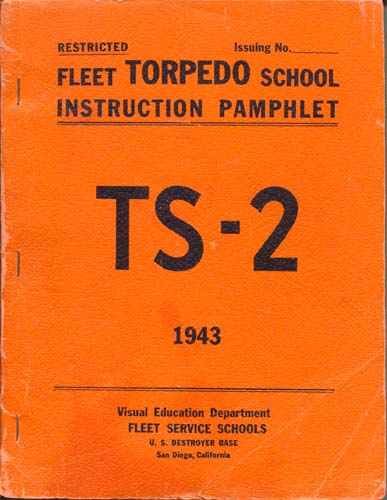 RESTRICTED Issuing No.______
FLEET TORPEDO SCHOOL
INSTRUCTION PAMPHLET
TS-2
1943
Visual Education Department
FLEET SERVICE SCHOOLS
U. S. DESTROYER BASE
San Diego, California